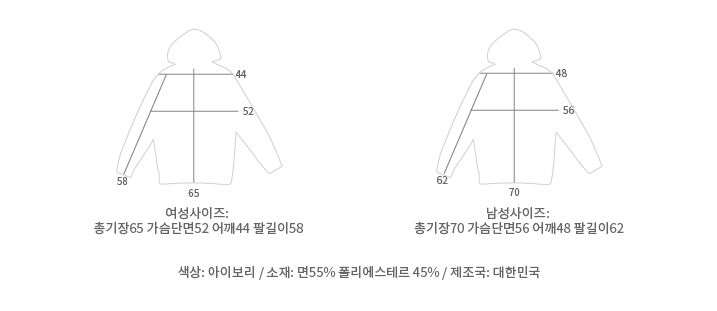 44
52
58
65
48
56
62
70
여성사이즈:
총기장65 가슴단면52 어깨44 팔길이58
남성사이즈:
총기장70 가슴단면56 어깨48 팔길이62
색상: 아이보리 / 소재: 면55% 폴리에스테르 45% / 제조국: 대한민국